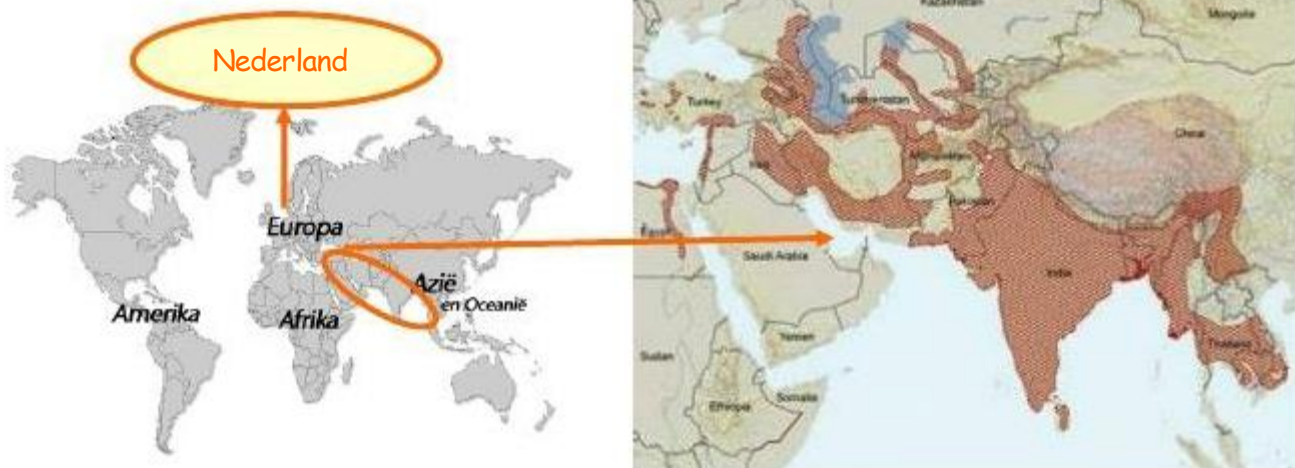 Nederland
Europa
Azië
en Oceanië
Amerika
Afrika
Kazakhstan
Mongolia
Turkey
Turkmenistan
China
Afghanistan
Iraq
Pakistan
Egypt
Saudi Arabia
India
Yemen
Thailand
Sudan
Ethiopia
Somalia